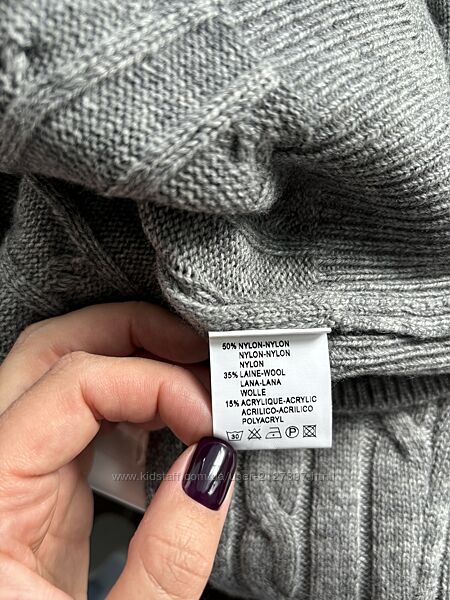 50% NYLON-NYLON
NYLON-NYLON
NYLON
35% LAINE-WOOL
LANA-LANA
WOLLE
15% ACRYLIQUE-ACRYLIC
ACRILICO-ACRILICO
POLYACRYL
30 P